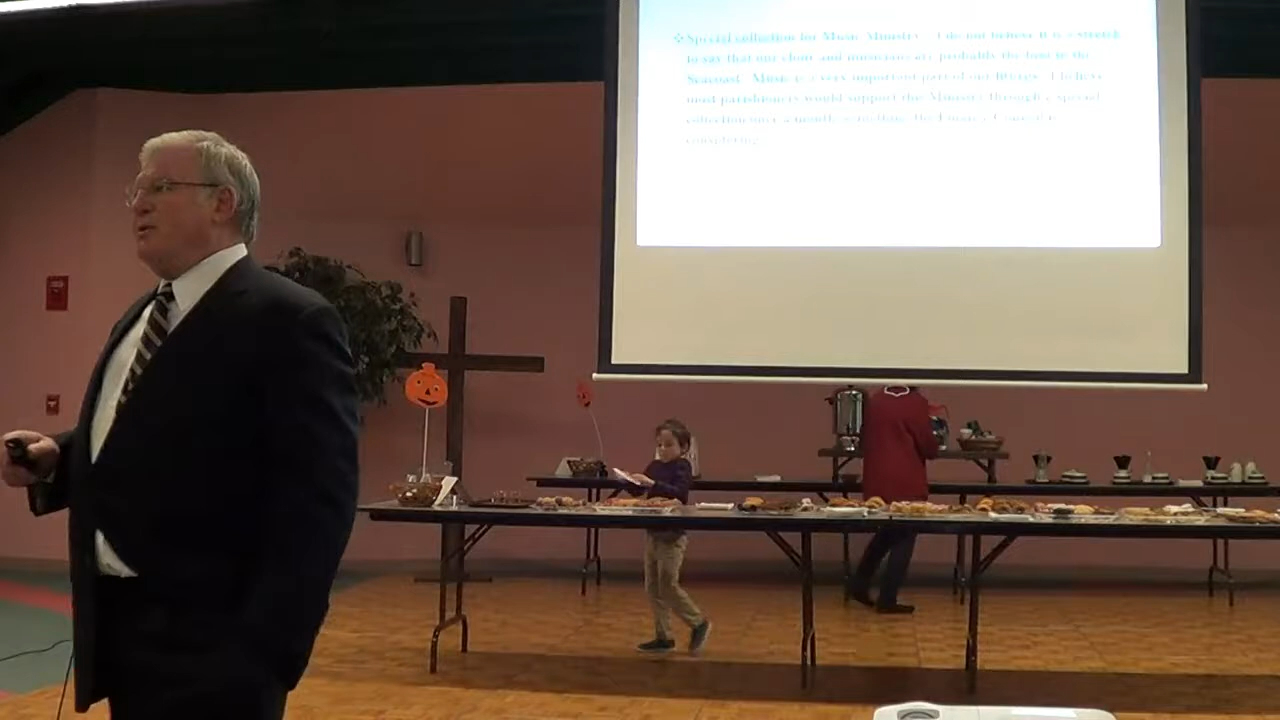 Special collection for Music Ministry. I do not believe it is a stretch
to say that our choir and musicians are probably the best in the
Seacoast. Music is a very important part of our liturgy. I believe
most parishioners would support the Ministry through a special
collection once a month, something the Finance Council is
considering.